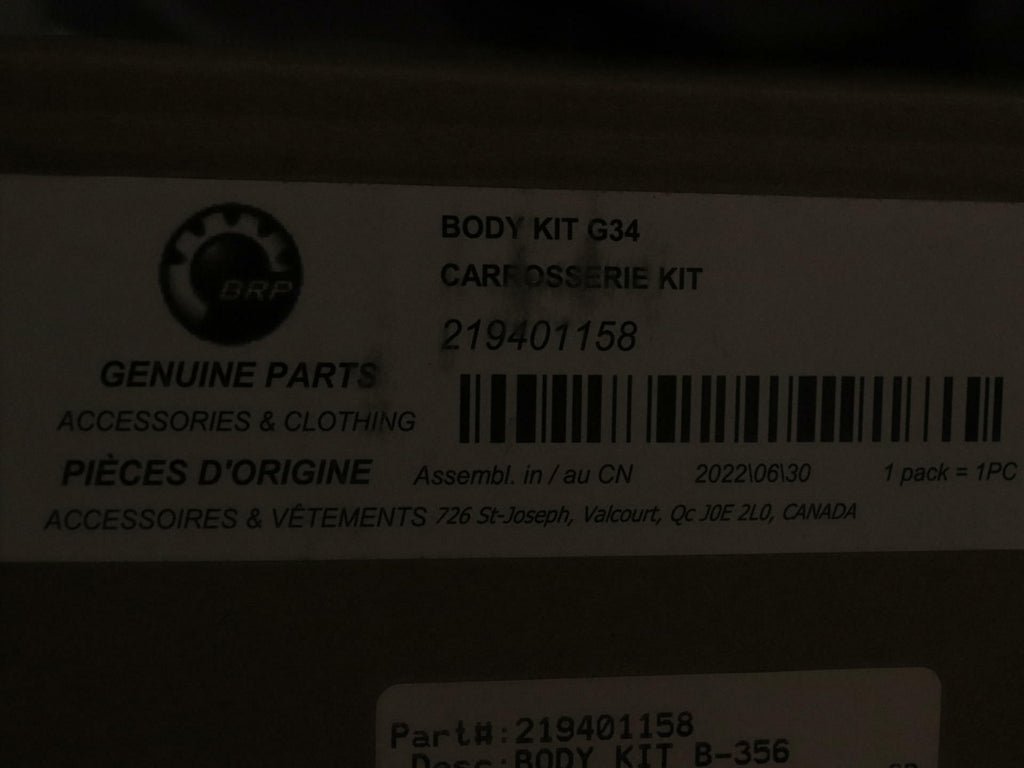 BRP
GENUINE PARTS
ACCESSORIES & CLOTHING
PIÈCES D'ORIGINE
ACCESSOIRES & VÊTEMENTS
BODY KIT G34
CARROSSERIE KIT
219401158
Assembl. in / au CN 2022\06\30 1 pack = 1PC
726 St-Joseph, Valcourt, Qc J0E 2L0, CANADA
Part#:219401158
Desc:BODY KIT B-356